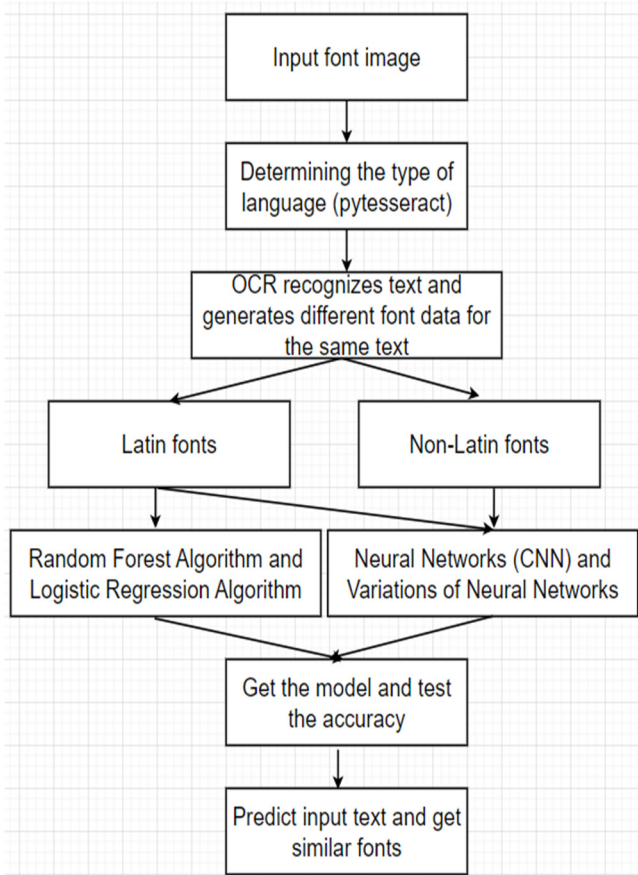 Input font image
Determining the type of
language (pytesseract)
OCR recognizes text and
generates different font data for
the same text
Latin fonts
Non-Latin fonts
Random Forest Algorithm and
Logistic Regression Algorithm
Neural Networks (CNN) and
Variations of Neural Networks
Get the model and test
the accuracy
Predict input text and get
similar fonts